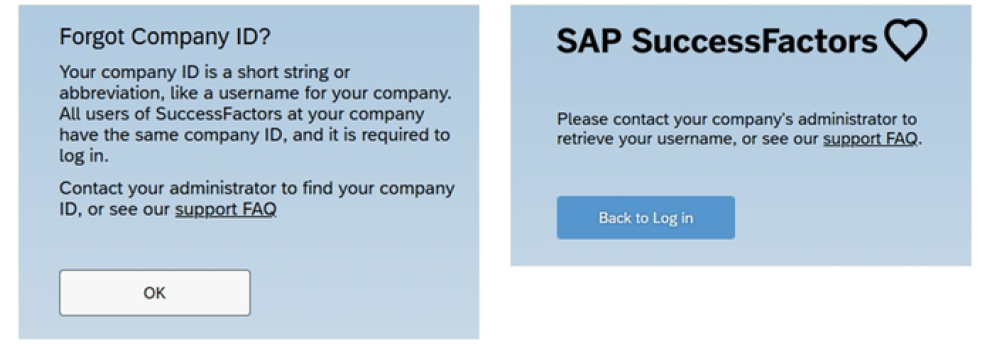 Forgot Company ID?
Your company ID is a short string or
abbreviation, like a username for your company.
All users of SuccessFactors at your company
have the same company ID, and it is required to
log in.
Contact your administrator to find your company
ID, or see our support FAQ
OK
SAP SuccessFactors
Please contact your company's administrator to
retrieve your username, or see our support FAQ.
Back to Log in